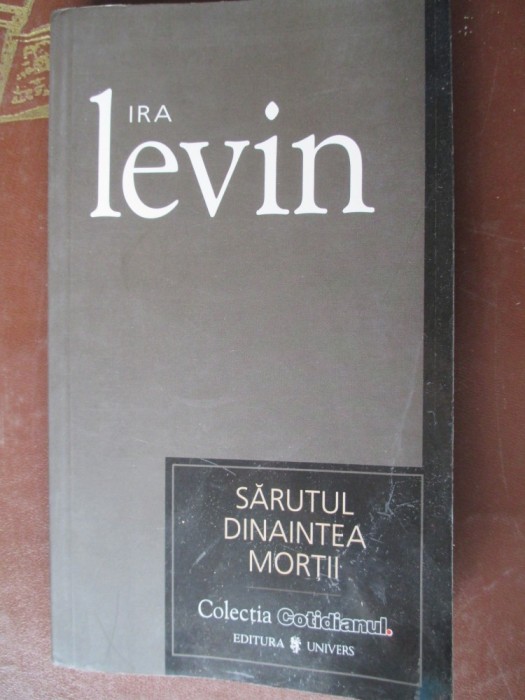 IRA
levin
SĂRUTUL
DINAINTEA
MORȚII
Colecția Cotidianul.
EDITURA UNIVERS